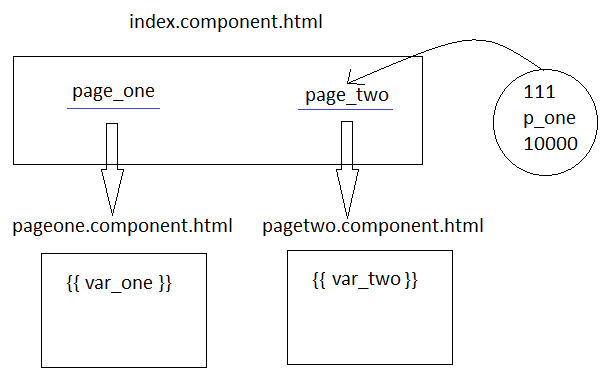 index.component.html
page_one
page_two
111
p_one
10000
pageone.component.html
pagetwo.component.html
{{ var_one }}
{{ var_two }}